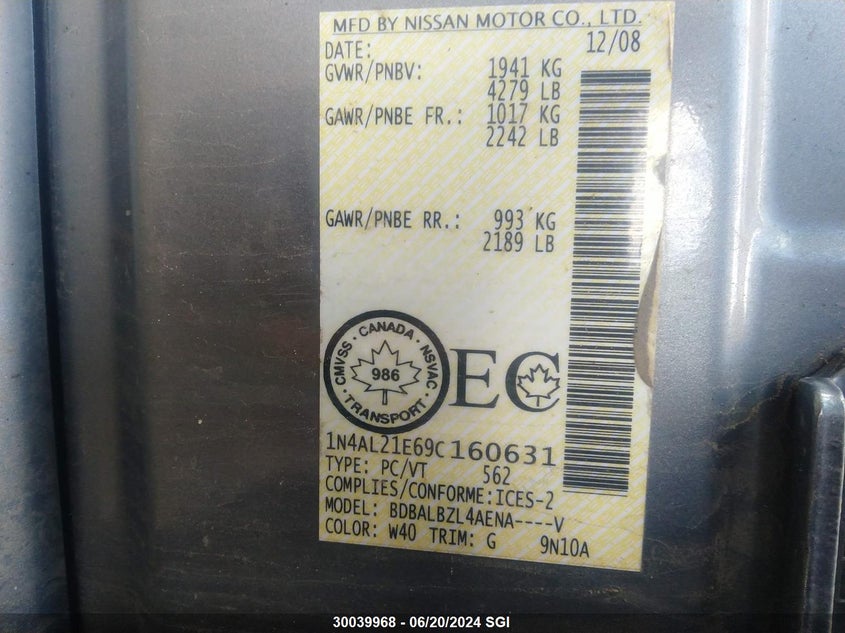 MFD BY NISSAN MOTOR CO., LTD.
DATE: 12/08
GVWR/PNBV: 1941 KG
4279 LB
GAWR/PNBE FR.: 1017 KG
2242 LB
GAWR/PNBE RR.: 993 KG
2189 LB
CMVSS · CANADA · NSVAC · TRANSPORT ·
986
EC
1N4AL21E69C160631
TYPE: PC/VT 562
COMPLIES/CONFORME:ICES-2
MODEL: BDBALBZL4AENA----V
COLOR: W40 TRIM: G 9N10A
30039968 - 06/20/2024 SGI